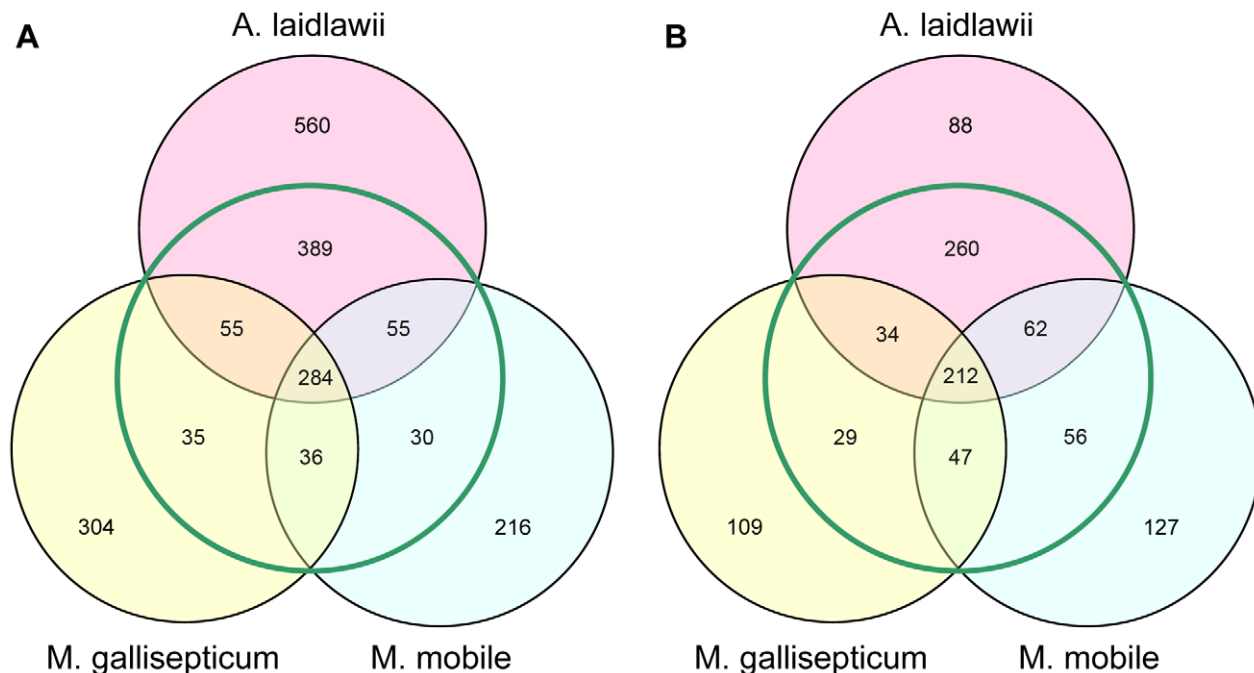 A
A. laidlawii
560
389
55
55
284
35
36
30
304
216
M. gallisepticum
M. mobile
B
A. laidlawii
88
260
34
62
212
29
47
56
109
127
M. gallisepticum
M. mobile